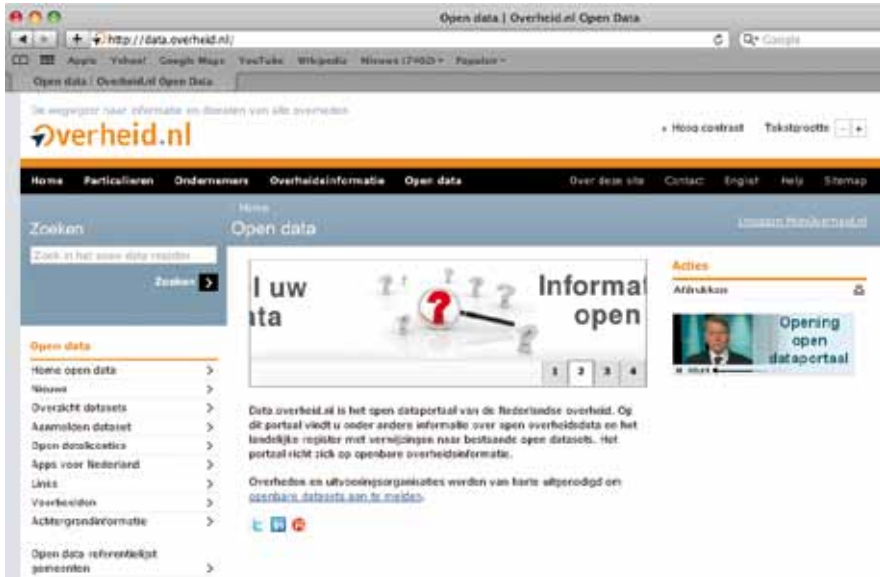 Open data | Overheid.nl Open Data
http://data.overheid.nl/
Google
Apple Yahoo! Google Maps YouTube Wikipedia Nieuws (7402) Populair
Open data | Overheid.nl Open Data
De wegwijzer naar informatie en diensten van alle overheden
Overheid.nl
Hoog contrast Tekstgrootte - +
Home Particulieren Ondernemers Overheidsinformatie Open data Over deze site Contact English Help Sitemap
Home
Zoeken
Open data
Inloggen MijnOverheid.nl
Zoek in het open data register
Zoeken
l uw
ata
Informat
open
1 2 3 4
Acties
Afdrukken
Opening
open
dataportaal
Open data
Home open data
Nieuws
Overzicht datasets
Aanmelden dataset
Open datalicenties
Apps voor Nederland
Links
Voorbeelden
Achtergrondinformatie
Open data referentielijst
gemeenten
Data.overheid.nl is het open dataportaal van de Nederlandse overheid. Op
dit portaal vindt u onder andere informatie over open overheidsdata en het
landelijke register met verwijzingen naar bestaande open datasets. Het
portaal richt zich op openbare overheidsinformatie.
Overheden en uitvoeringsorganisaties worden van harte uitgenodigd om
openbare datasets aan te melden.